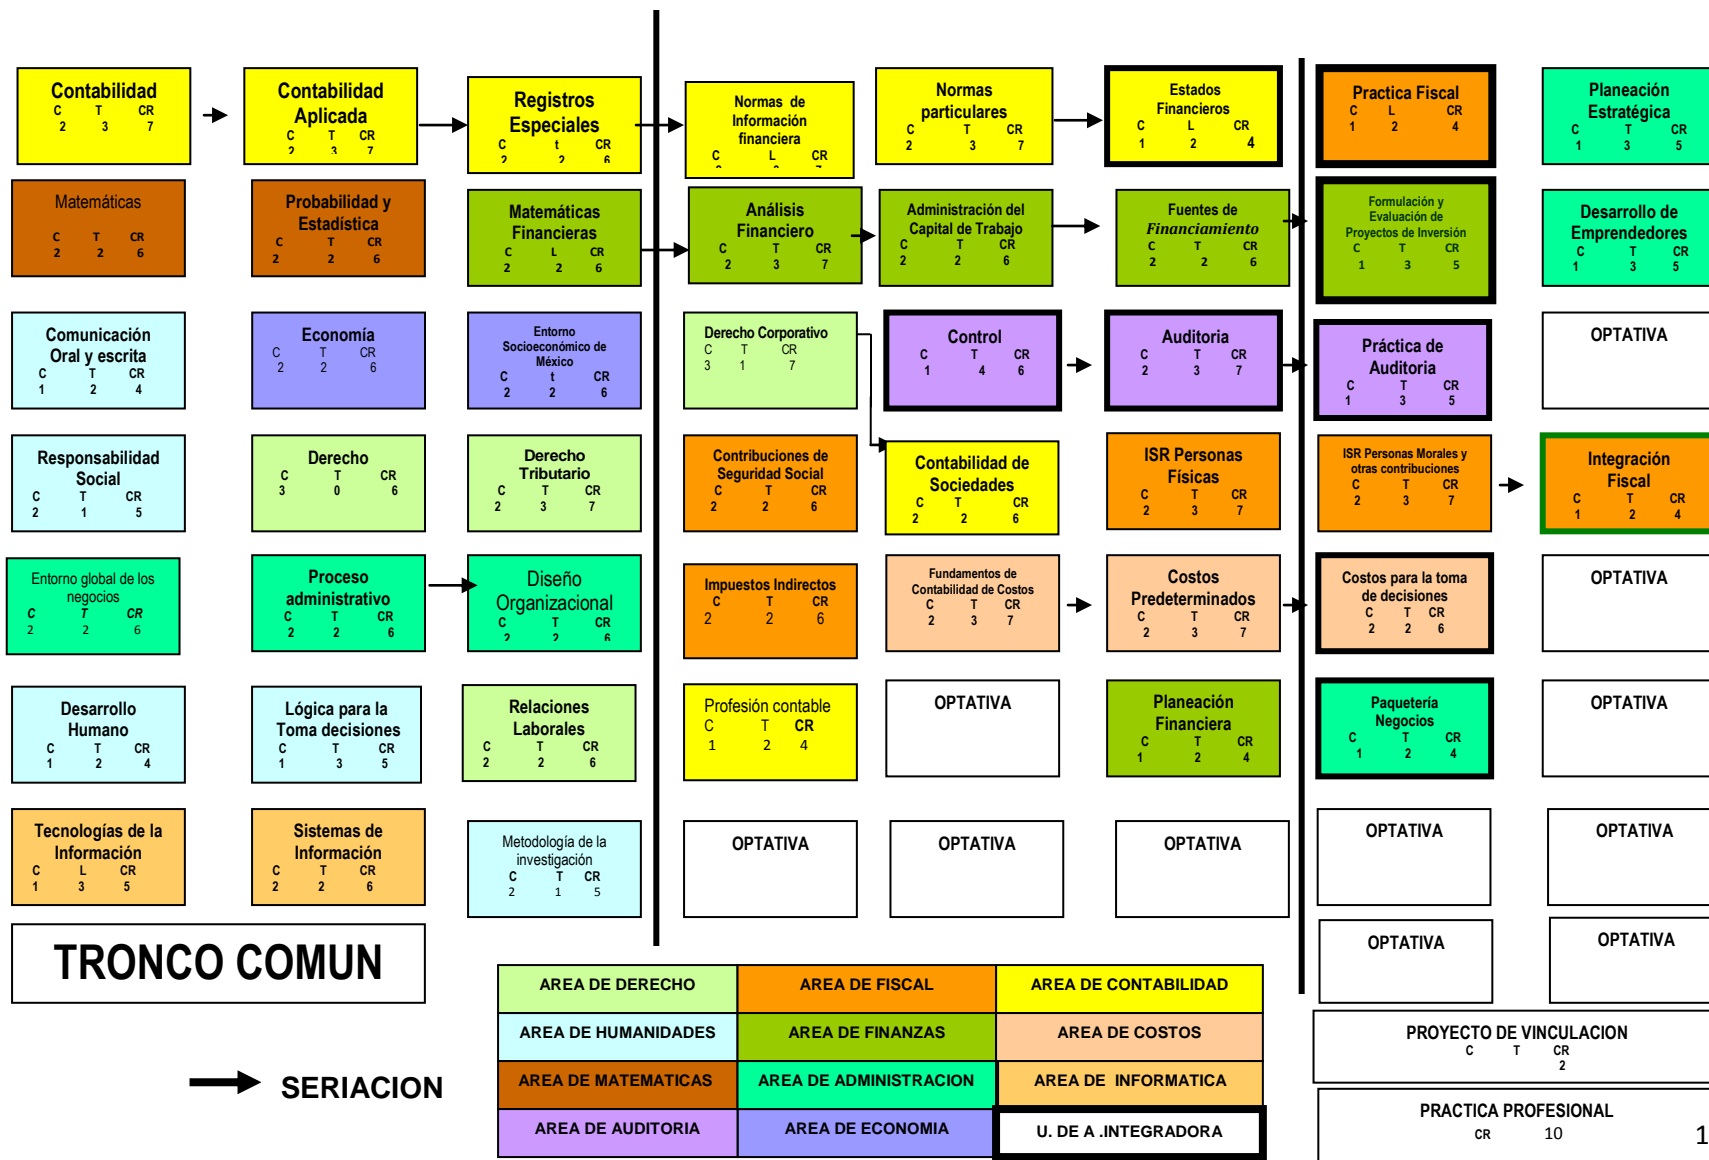 Contabilidad
C T CR
2 3 7
Contabilidad
Aplicada
C T CR
2 3 7
Registros
Especiales
C t CR
2 2 6
Normas de
Información
financiera
C L CR
Normas
particulares
C T CR
2 3 7
Estados
Financieros
C L CR
1 2 4
Practica Fiscal
C L CR
1 2 4
Planeación
Estratégica
C T CR
1 3 5
Matemáticas
C T CR
2 2 6
Probabilidad y
Estadística
C T CR
2 2 6
Matemáticas
Financieras
C L CR
2 2 6
Análisis
Financiero
C T CR
2 3 7
Administración del
Capital de Trabajo
C T CR
2 2 6
Fuentes de
Financiamiento
C T CR
2 2 6
Formulación y
Evaluación de
Proyectos de Inversión
C T CR
1 3 5
Desarrollo de
Emprendedores
C T CR
1 3 5
Comunicación
Oral y escrita
C T CR
1 2 4
Economía
C T CR
2 2 6
Entorno
Socioeconómico de
México
C t CR
2 2 6
Derecho Corporativo
C T CR
3 1 7
Control
C T CR
1 4 6
Auditoria
C T CR
2 3 7
Práctica de
Auditoria
C T CR
1 3 5
OPTATIVA
Responsabilidad
Social
C T CR
2 1 5
Derecho
C T CR
3 0 6
Derecho
Tributario
C T CR
2 3 7
Contribuciones de
Seguridad Social
C T CR
2 2 6
Contabilidad de
Sociedades
C T CR
2 2 6
ISR Personas
Físicas
C T CR
2 3 7
ISR Personas Morales y
otras contribuciones
C T CR
2 3 7
Integración
Fiscal
C T CR
1 2 4
Entorno global de los
negocios
C T CR
2 2 6
Proceso
administrativo
C T CR
2 2 6
Diseño
Organizacional
C T CR
2 2 6
Impuestos Indirectos
C T CR
2 2 6
Fundamentos de
Contabilidad de Costos
C T CR
2 3 7
Costos
Predeterminados
C T CR
2 3 7
Costos para la toma
de decisiones
C T CR
2 2 6
OPTATIVA
Desarrollo
Humano
C T CR
1 2 4
Lógica para la
Toma decisiones
C T CR
1 3 5
Relaciones
Laborales
C T CR
2 2 6
Profesión contable
C T CR
1 2 4
OPTATIVA
Planeación
Financiera
C T CR
1 2 4
Paquetería
Negocios
C T CR
1 2 4
OPTATIVA
Tecnologías de la
Información
C L CR
1 3 5
Sistemas de
Información
C T CR
2 2 6
Metodología de la
investigación
C T CR
2 1 5
OPTATIVA
OPTATIVA
OPTATIVA
OPTATIVA
OPTATIVA
TRONCO COMUN
OPTATIVA
OPTATIVA
AREA DE DERECHO
AREA DE FISCAL
AREA DE CONTABILIDAD
AREA DE HUMANIDADES
AREA DE FINANZAS
AREA DE COSTOS
AREA DE MATEMATICAS
AREA DE ADMINISTRACION
AREA DE INFORMATICA
AREA DE AUDITORIA
AREA DE ECONOMIA
U. DE A .INTEGRADORA
SERIACION
PROYECTO DE VINCULACION
C T CR
2
PRACTICA PROFESIONAL
CR 10
1